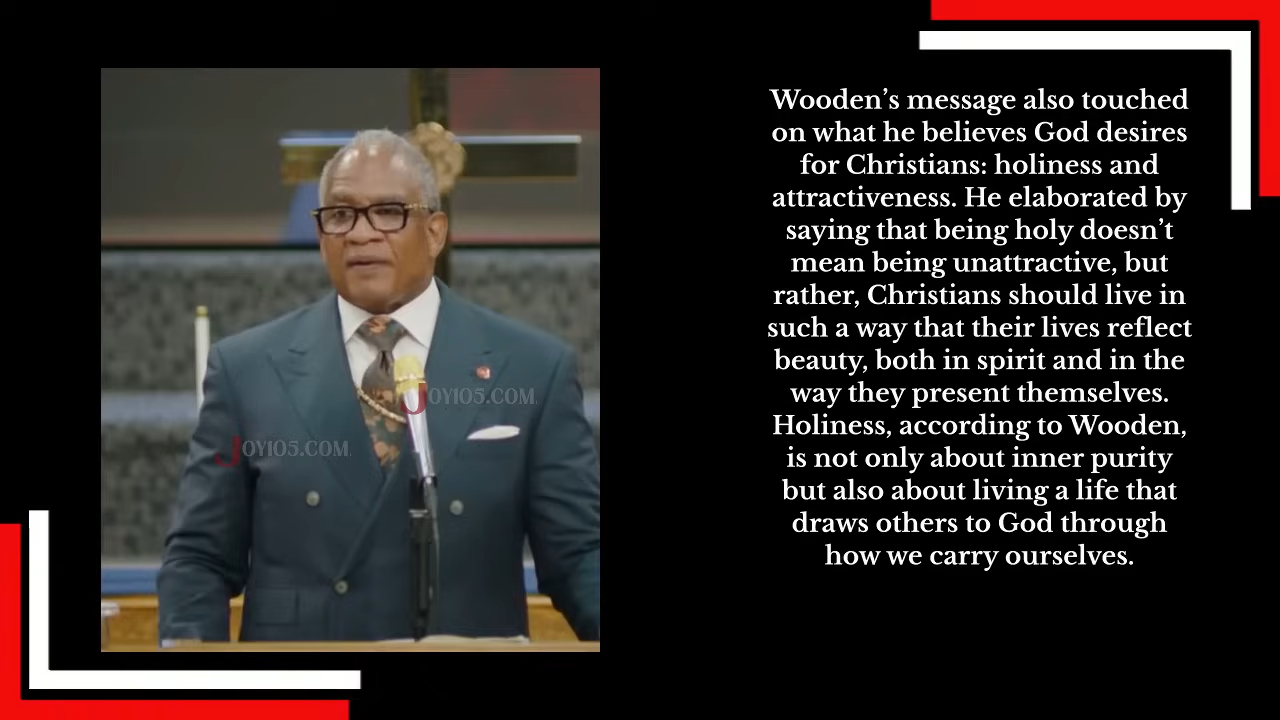 Wooden’s message also touched
on what he believes God desires
for Christians: holiness and
attractiveness. He elaborated by
saying that being holy doesn’t
mean being unattractive, but
rather, Christians should live in
such a way that their lives reflect
beauty, both in spirit and in the
way they present themselves.
Holiness, according to Wooden,
is not only about inner purity
but also about living a life that
draws others to God through
how we carry ourselves.
JOY105.COM
JOY105.COM